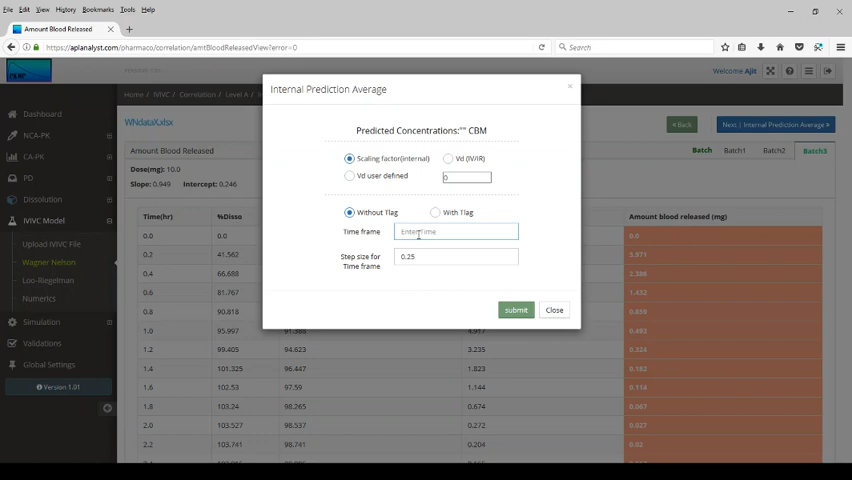 File Edit View History Bookmarks Tools Help
Amount Blood Released
https://aplanalyst.com/pharmaco/correlation/amtBloodReleasedView?error=0
Search
VERSION 1.01
Welcome Ajit
Home / IVIVC / Correlation / Level A / In
WNdataX.xlsx
Back
Next | Internal Prediction Average
Amount Blood Released
Batch Batch1 Batch2 Batch3
Dose(mg): 10.0
Slope: 0.949 Intercept: 0.246
Dashboard
NCA-PK
CA-PK
PD
Dissolution
IVIVC Model
Upload IVIVC File
Wagner Nelson
Loo-Riegelman
Numerics
Simulation
Validations
Global Settings
Version 1.01
Internal Prediction Average ×
Predicted Concentrations:"" CBM
Scaling factor(internal) Vd (IV/IR)
Vd user defined 0
Without Tlag With Tlag
Time frame Enter Time
Step size for Time frame 0.25
submit Close
Time(hr) %Disso Amount blood released (mg)
0.0 0.0 0.0
0.2 41.562 3.971
0.4 66.688 2.386
0.6 81.767 1.432
0.8 90.818 0.859
1.0 95.997 91.388 4.917 0.492
1.2 99.405 94.623 3.235 0.324
1.4 101.325 96.447 1.823 0.182
1.6 102.53 97.59 1.144 0.114
1.8 103.24 98.265 0.674 0.067
2.0 103.527 98.537 0.272 0.027
2.2 103.741 98.741 0.204 0.02